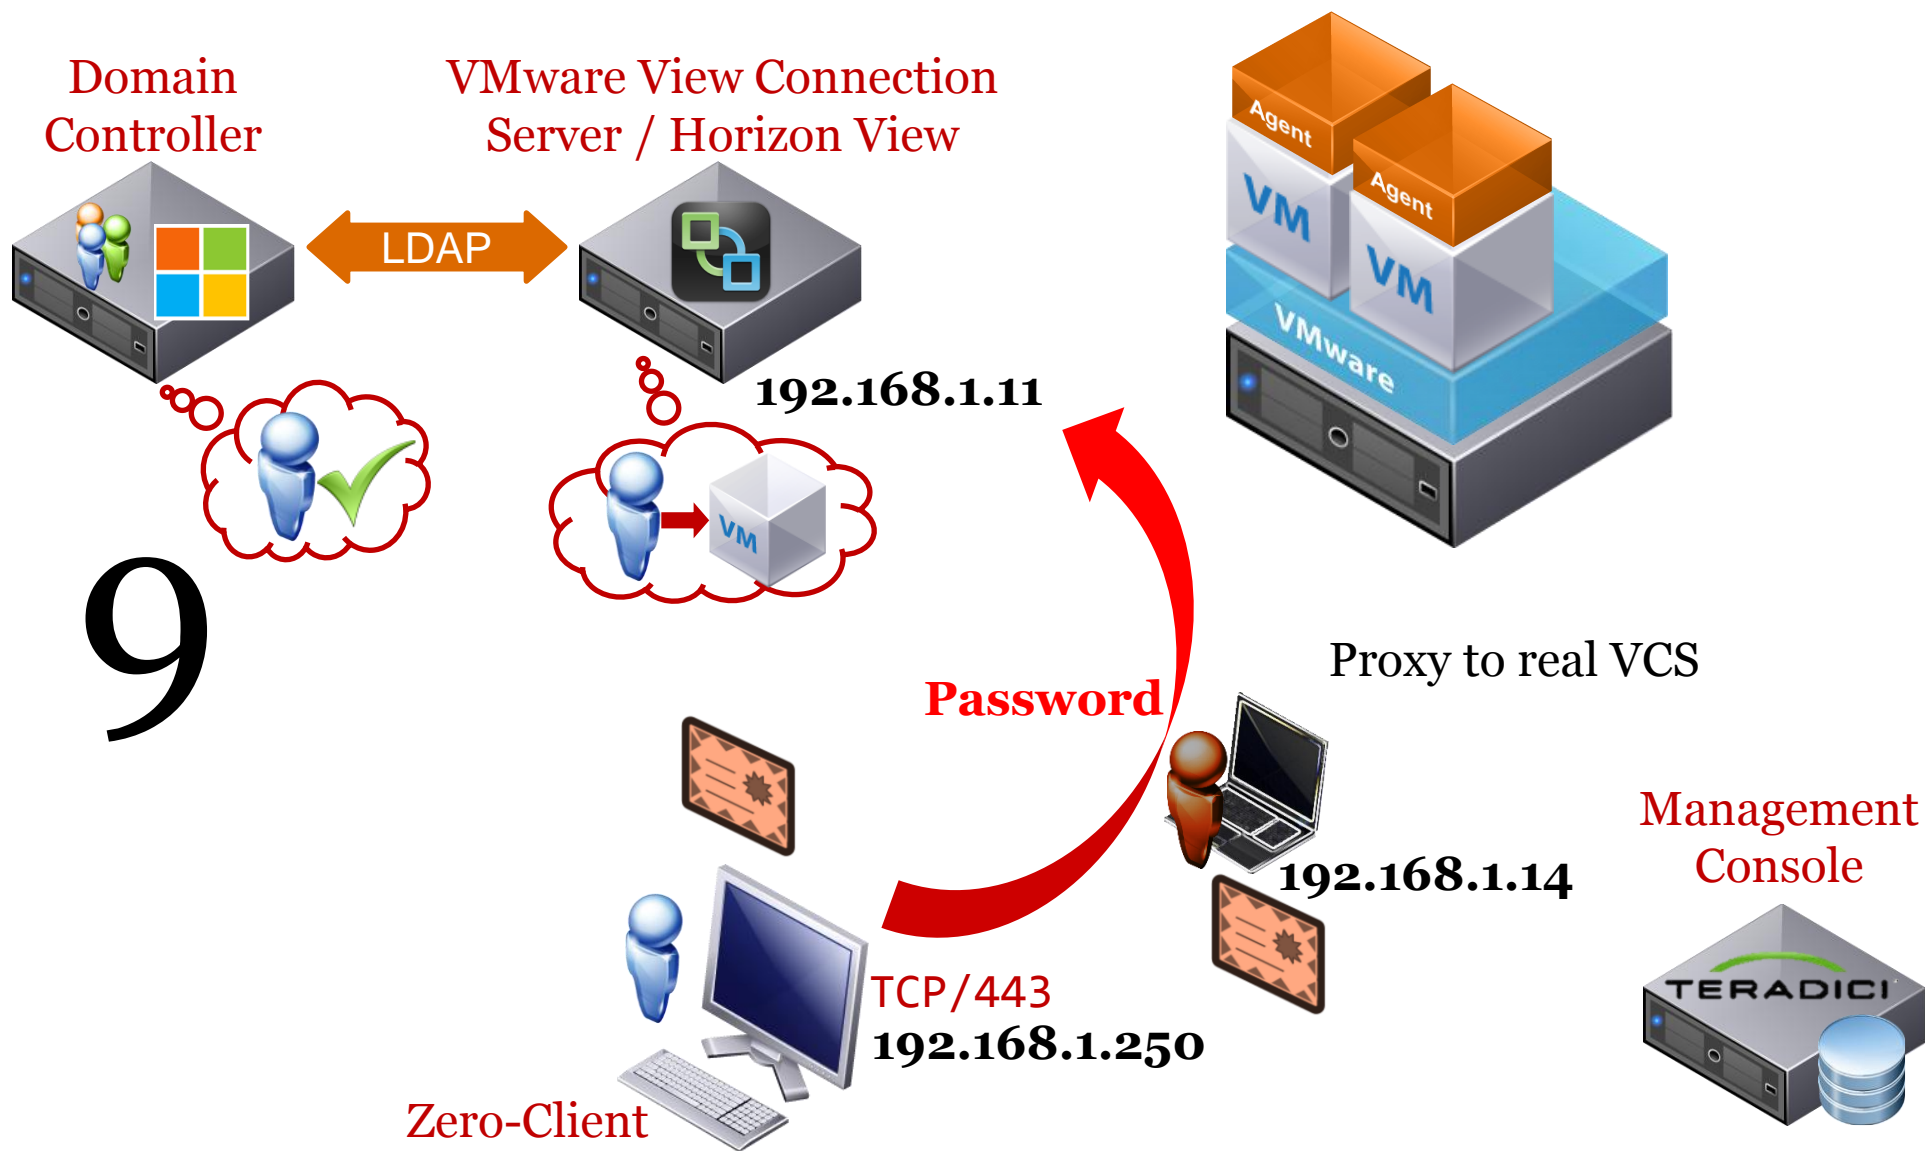 Domain
Controller
VMware View Connection
Server / Horizon View
LDAP
192.168.1.11
Agent
Agent
VM
VM
VMware
VM
9
Proxy to real VCS
Password
192.168.1.14
Management
Console
TERADICI
TCP/443
192.168.1.250
Zero-Client